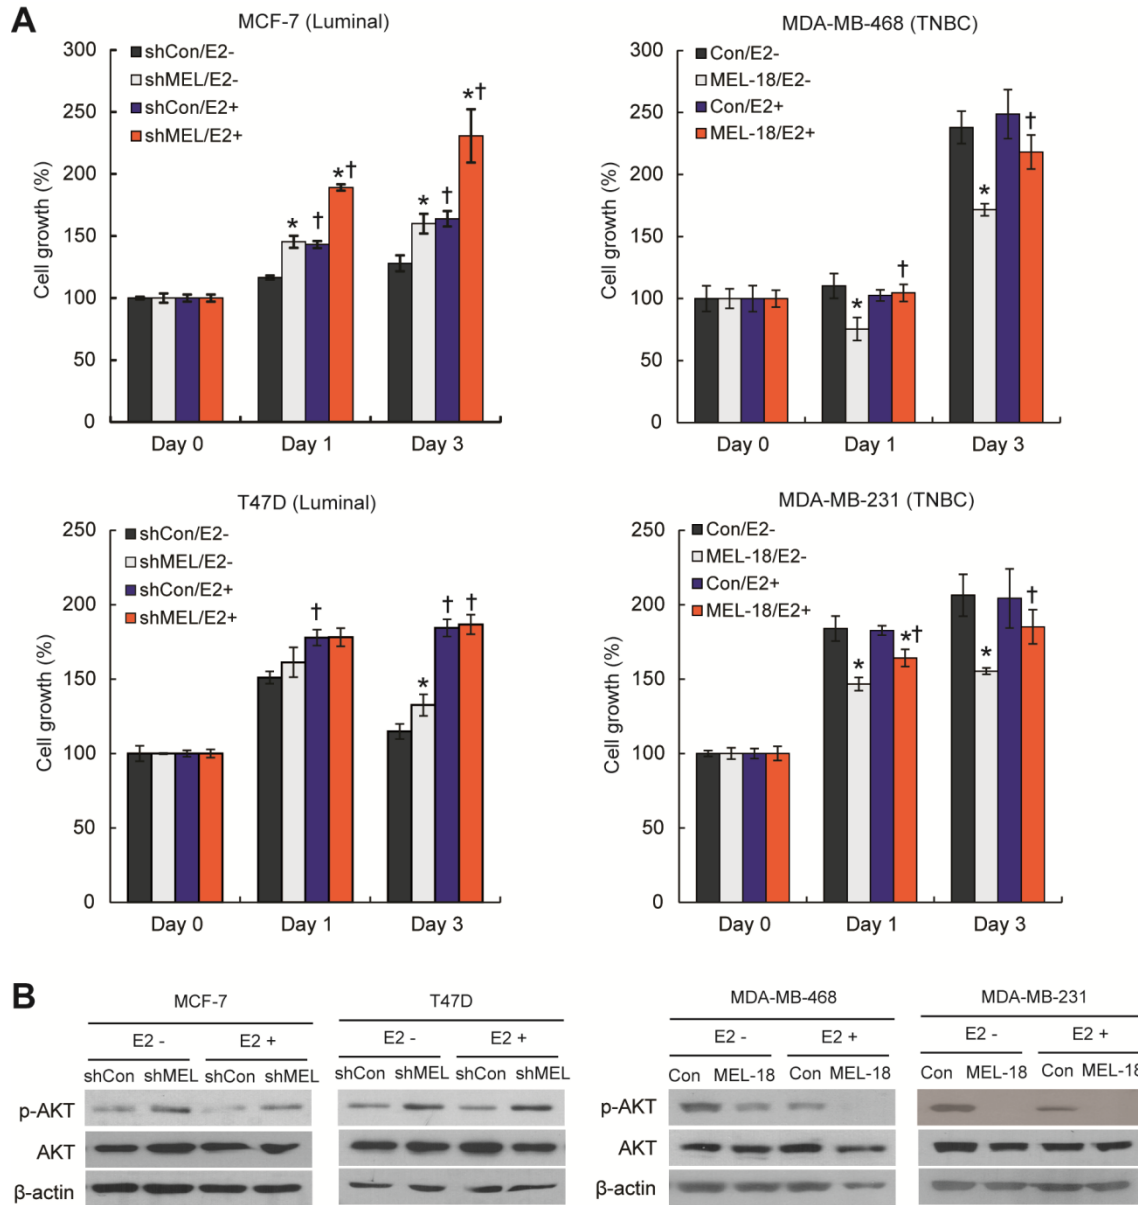 A
MCF-7 (Luminal)
300
250
200
150
100
50
0
Cell growth (%)
shCon/E2-
shMEL/E2-
shCon/E2+
shMEL/E2+
* † *† * † *†
Day 0 Day 1 Day 3
MDA-MB-468 (TNBC)
300
250
200
150
100
50
0
Cell growth (%)
Con/E2-
MEL-18/E2-
Con/E2+
MEL-18/E2+
* † * †
Day 0 Day 1 Day 3
T47D (Luminal)
250
200
150
100
50
0
Cell growth (%)
shCon/E2-
shMEL/E2-
shCon/E2+
shMEL/E2+
† * † †
Day 0 Day 1 Day 3
MDA-MB-231 (TNBC)
250
200
150
100
50
0
Cell growth (%)
Con/E2-
MEL-18/E2-
Con/E2+
MEL-18/E2+
* *† * †
Day 0 Day 1 Day 3
B
MCF-7 T47D MDA-MB-468 MDA-MB-231
E2 - E2 + E2 - E2 + E2 - E2 + E2 - E2 +
shCon shMEL shCon shMEL shCon shMEL shCon shMEL Con MEL-18 Con MEL-18 Con MEL-18 Con MEL-18
p-AKT p-AKT
AKT AKT
β-actin β-actin